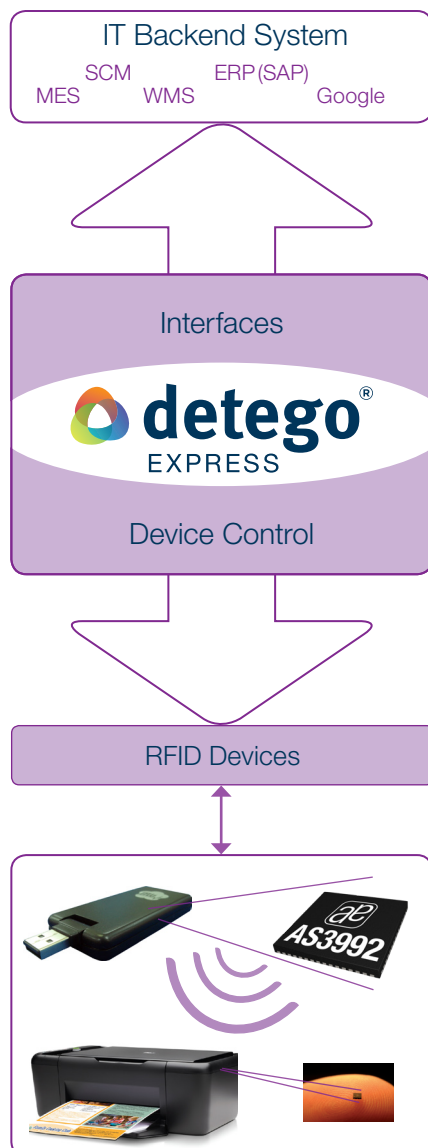 IT Backend System
SCM ERP(SAP)
MES WMS Google
Interfaces
detego®
EXPRESS
Device Control
RFID Devices
AS3992